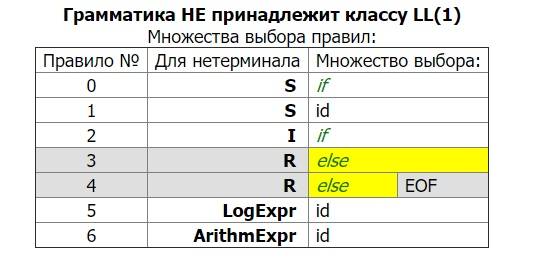 Грамматика НЕ принадлежит классу LL(1)
Множества выбора правил:
Правило № Для нетерминала Множество выбора:
0 S if
1 S id
2 I if
3 R else
4 R else EOF
5 LogExpr id
6 ArithmExpr id